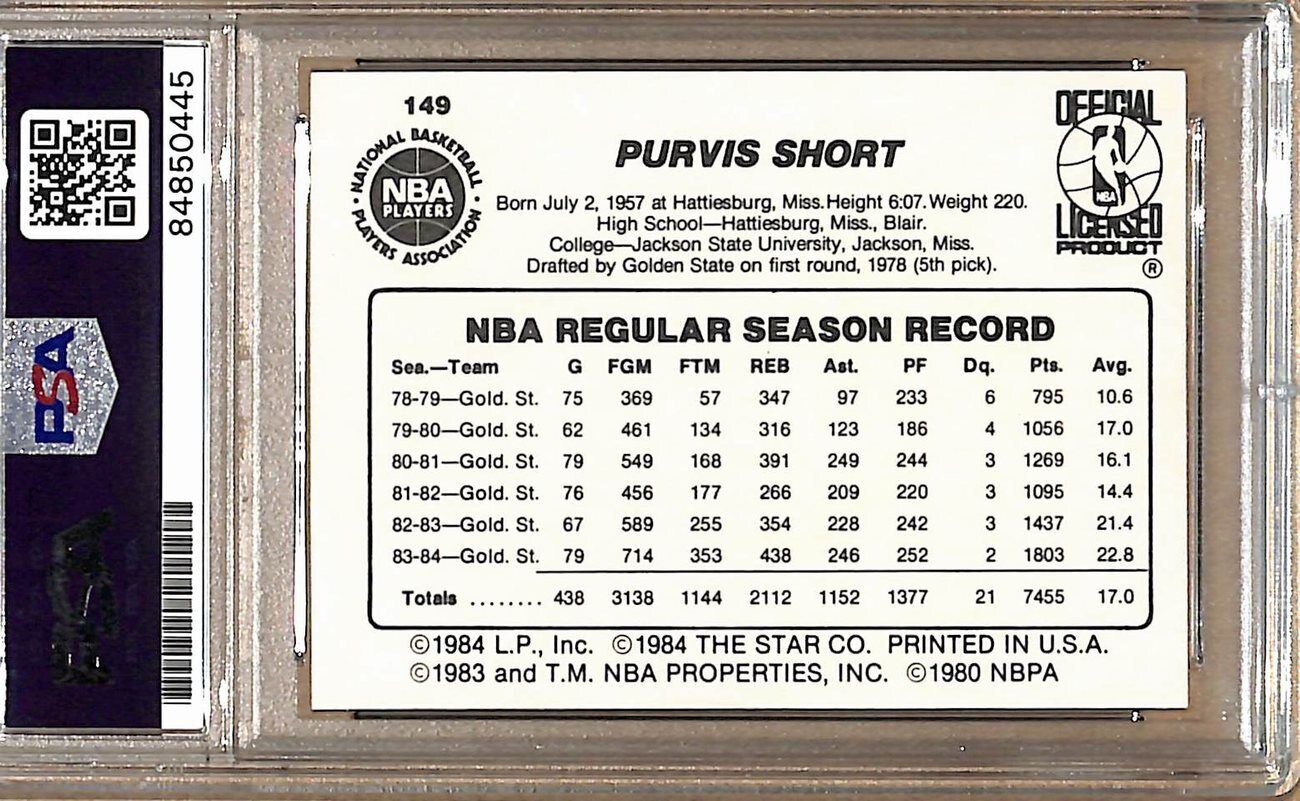 84850445
PSA
149
NATIONAL BASKETBALL
NBA
PLAYERS
PLAYERS ASSOCIATION
PURVIS SHORT
Born July 2, 1957 at Hattiesburg, Miss. Height 6:07. Weight 220.
High School—Hattiesburg, Miss., Blair.
College—Jackson State University, Jackson, Miss.
Drafted by Golden State on first round, 1978 (5th pick).
OFFICIAL
NBA
LICENSED
PRODUCT
®
NBA REGULAR SEASON RECORD
Sea.—Team G FGM FTM REB Ast. PF Dq. Pts. Avg.
78-79—Gold. St. 75 369 57 347 97 233 6 795 10.6
79-80—Gold. St. 62 461 134 316 123 186 4 1056 17.0
80-81—Gold. St. 79 549 168 391 249 244 3 1269 16.1
81-82—Gold. St. 76 456 177 266 209 220 3 1095 14.4
82-83—Gold. St. 67 589 255 354 228 242 3 1437 21.4
83-84—Gold. St. 79 714 353 438 246 252 2 1803 22.8
Totals ........ 438 3138 1144 2112 1152 1377 21 7455 17.0
©1984 L.P., Inc. ©1984 THE STAR CO. PRINTED IN U.S.A.
©1983 and T.M. NBA PROPERTIES, INC. ©1980 NBPA